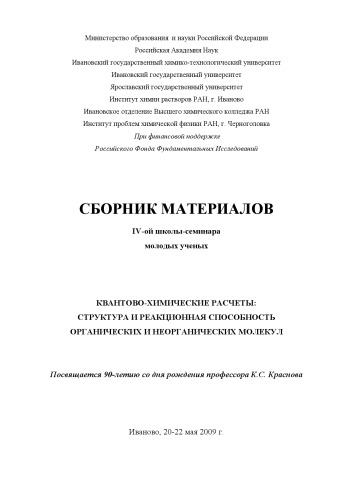 Министерство образования и науки Российской Федерации
Российская Академия Наук
Ивановский государственный химико-технологический университет
Иваковский государственный университет
Ярославский государственный университет
Институт химии растворов РАН, г. Иваново
Ивановское отделение Высшего химического колледжа РАН
Институт проблем химической физики РАН, г. Черноголовка
При финансовой поддержке
Российского Фонда Фундаментальных Исследований
СБОРНИК МАТЕРИАЛОВ
IV-ой школы-семинара
молодых ученых
КВАНТОВО-ХИМИЧЕСКИЕ РАСЧЕТЫ:
СТРУКТУРА И РЕАКЦИОННАЯ СПОСОБНОСТЬ
ОРГАНИЧЕСКИХ И НЕОРГАНИЧЕСКИХ МОЛЕКУЛ
Посвящается 90-летию со дня рождения профессора К.С. Краснова
Иваново, 20-22 мая 2009 г.